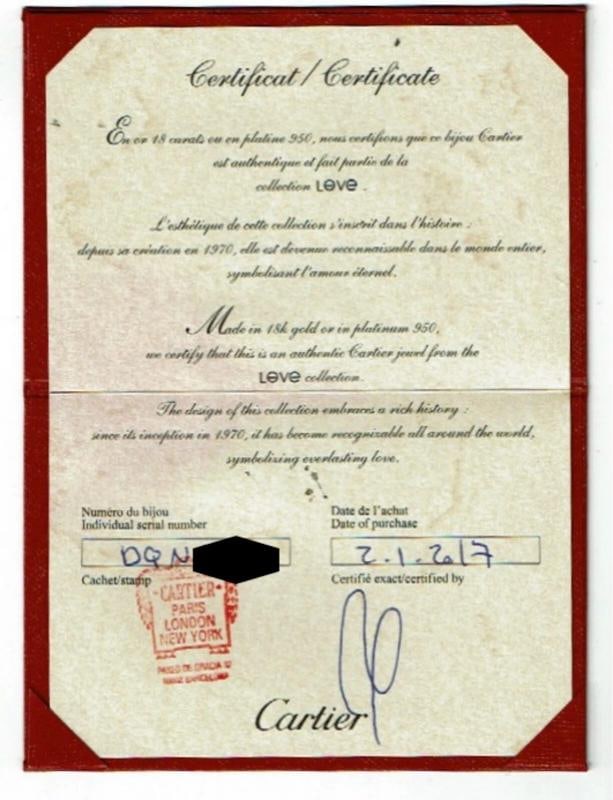 Certificat / Certificate
En or 18 carats ou en platine 950, nous certifions que ce bijou Cartier
est authentique et fait partie de la
collection LOVE .
L'esthétique de cette collection s'inscrit dans l'histoire :
depuis sa création en 1970, elle est devenue reconnaissable dans le monde entier,
symbolisant l'amour éternel.
Made in 18k gold or in platinum 950,
we certify that this is an authentic Cartier jewel from the
LOVE collection.
The design of this collection embraces a rich history :
since its inception in 1970, it has become recognizable all around the world,
symbolizing everlasting love.
Numéro du bijou
Individual serial number
DQN
Date de l'achat
Date of purchase
2.1.2017
Cachet/stamp
Certifié exact/certified by
CARTIER
PARIS
LONDON
NEW YORK
PASEO DE GRACIA
BARCELONA
Cartier